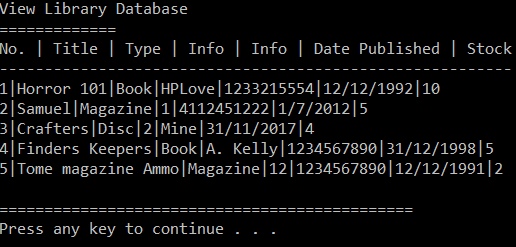 View Library Database
=============
No. | Title | Type | Info | Info | Date Published | Stock
---------------------------------------------------------
1|Horror 101|Book|HPLove|1233215554|12/12/1992|10
2|Samuel|Magazine|1|4112451222|1/7/2012|5
3|Crafters|Disc|2|Mine|31/11/2017|4
4|Finders Keepers|Book|A. Kelly|1234567890|31/12/1998|5
5|Tome magazine Ammo|Magazine|12|1234567890|12/12/1991|2
==============================================
Press any key to continue . . .